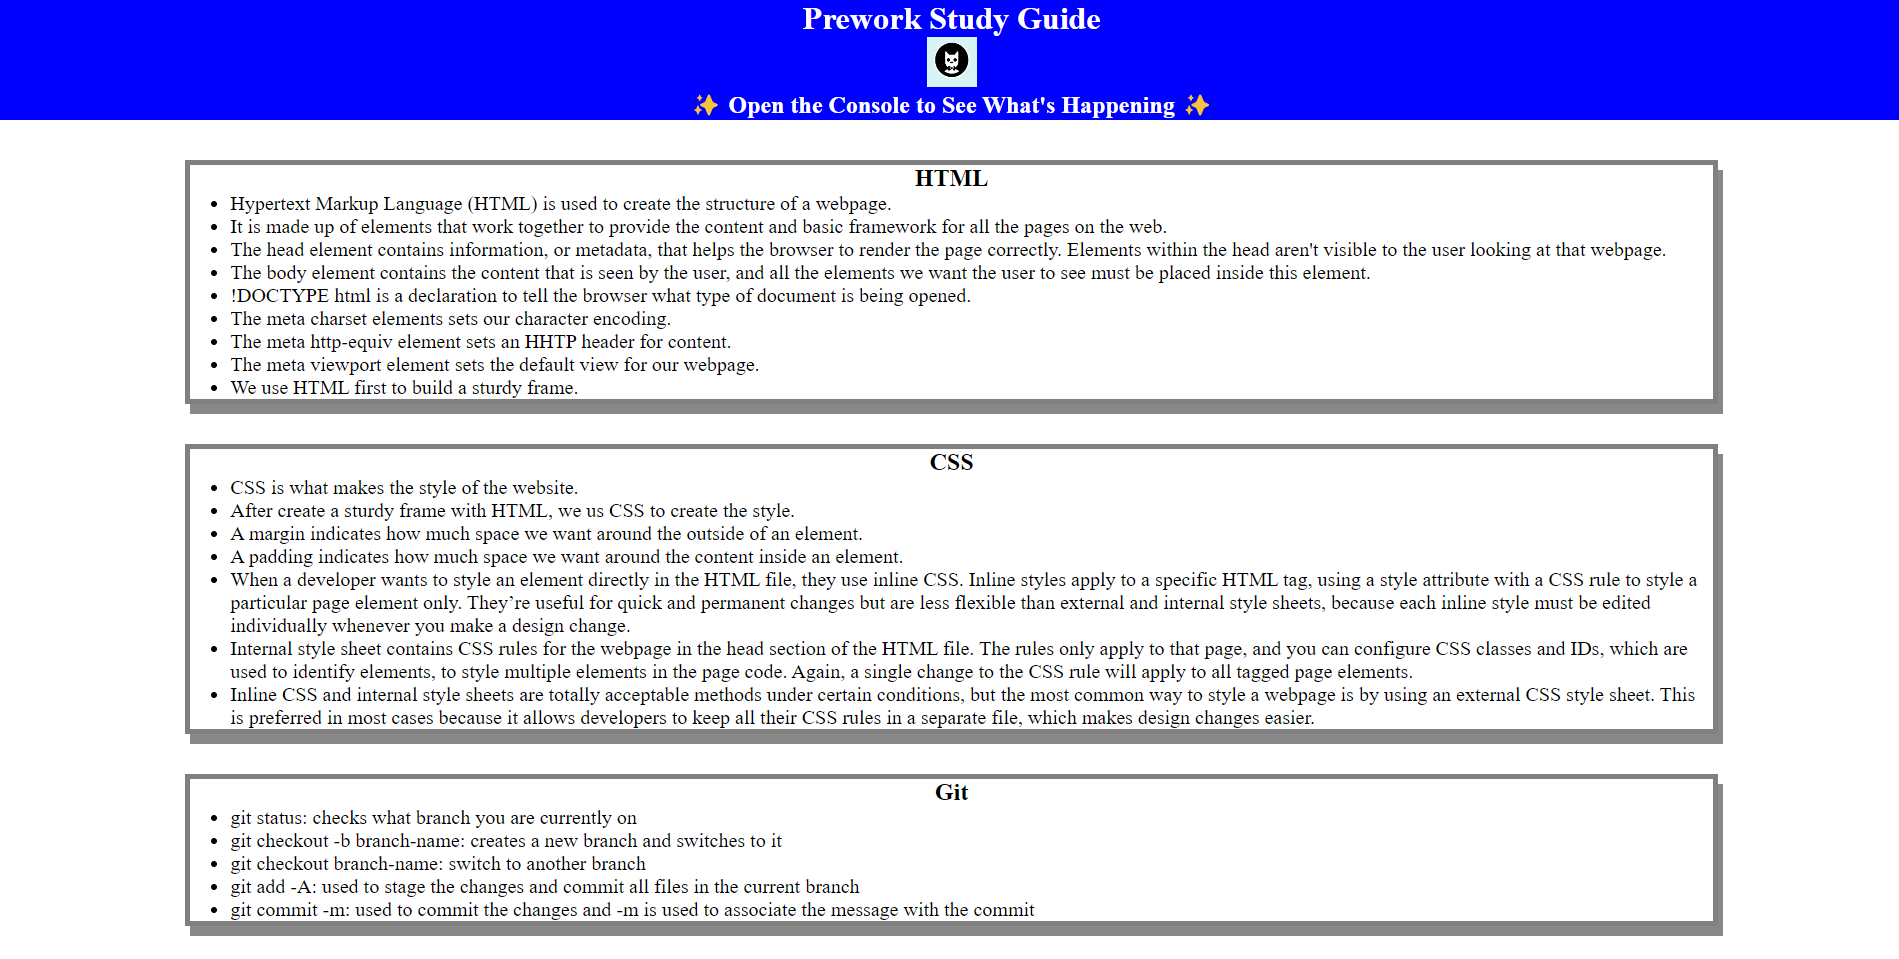 Prework Study Guide
✨ Open the Console to See What's Happening ✨
HTML
• Hypertext Markup Language (HTML) is used to create the structure of a webpage.
• It is made up of elements that work together to provide the content and basic framework for all the pages on the web.
• The head element contains information, or metadata, that helps the browser to render the page correctly. Elements within the head aren't visible to the user looking at that webpage.
• The body element contains the content that is seen by the user, and all the elements we want the user to see must be placed inside this element.
• !DOCTYPE html is a declaration to tell the browser what type of document is being opened.
• The meta charset elements sets our character encoding.
• The meta http-equiv element sets an HHTP header for content.
• The meta viewport element sets the default view for our webpage.
• We use HTML first to build a sturdy frame.
CSS
• CSS is what makes the style of the website.
• After create a sturdy frame with HTML, we us CSS to create the style.
• A margin indicates how much space we want around the outside of an element.
• A padding indicates how much space we want around the content inside an element.
• When a developer wants to style an element directly in the HTML file, they use inline CSS. Inline styles apply to a specific HTML tag, using a style attribute with a CSS rule to style a
particular page element only. They’re useful for quick and permanent changes but are less flexible than external and internal style sheets, because each inline style must be edited
individually whenever you make a design change.
• Internal style sheet contains CSS rules for the webpage in the head section of the HTML file. The rules only apply to that page, and you can configure CSS classes and IDs, which are
used to identify elements, to style multiple elements in the page code. Again, a single change to the CSS rule will apply to all tagged page elements.
• Inline CSS and internal style sheets are totally acceptable methods under certain conditions, but the most common way to style a webpage is by using an external CSS style sheet. This
is preferred in most cases because it allows developers to keep all their CSS rules in a separate file, which makes design changes easier.
Git
• git status: checks what branch you are currently on
• git checkout -b branch-name: creates a new branch and switches to it
• git checkout branch-name: switch to another branch
• git add -A: used to stage the changes and commit all files in the current branch
• git commit -m: used to commit the changes and -m is used to associate the message with the commit